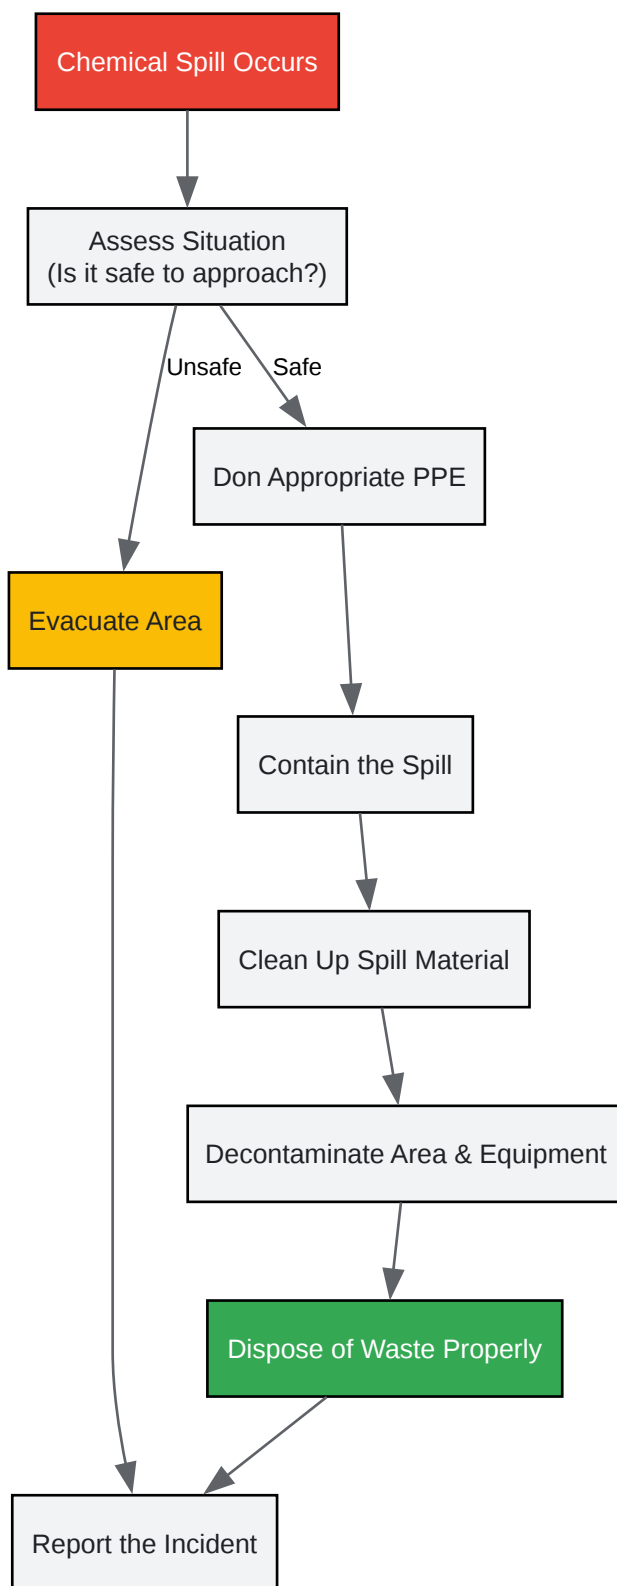 Chemical Spill Occurs
Assess Situation
(Is it safe to approach?)
Unsafe
Safe
Don Appropriate PPE
Evacuate Area
Contain the Spill
Clean Up Spill Material
Decontaminate Area & Equipment
Dispose of Waste Properly
Report the Incident